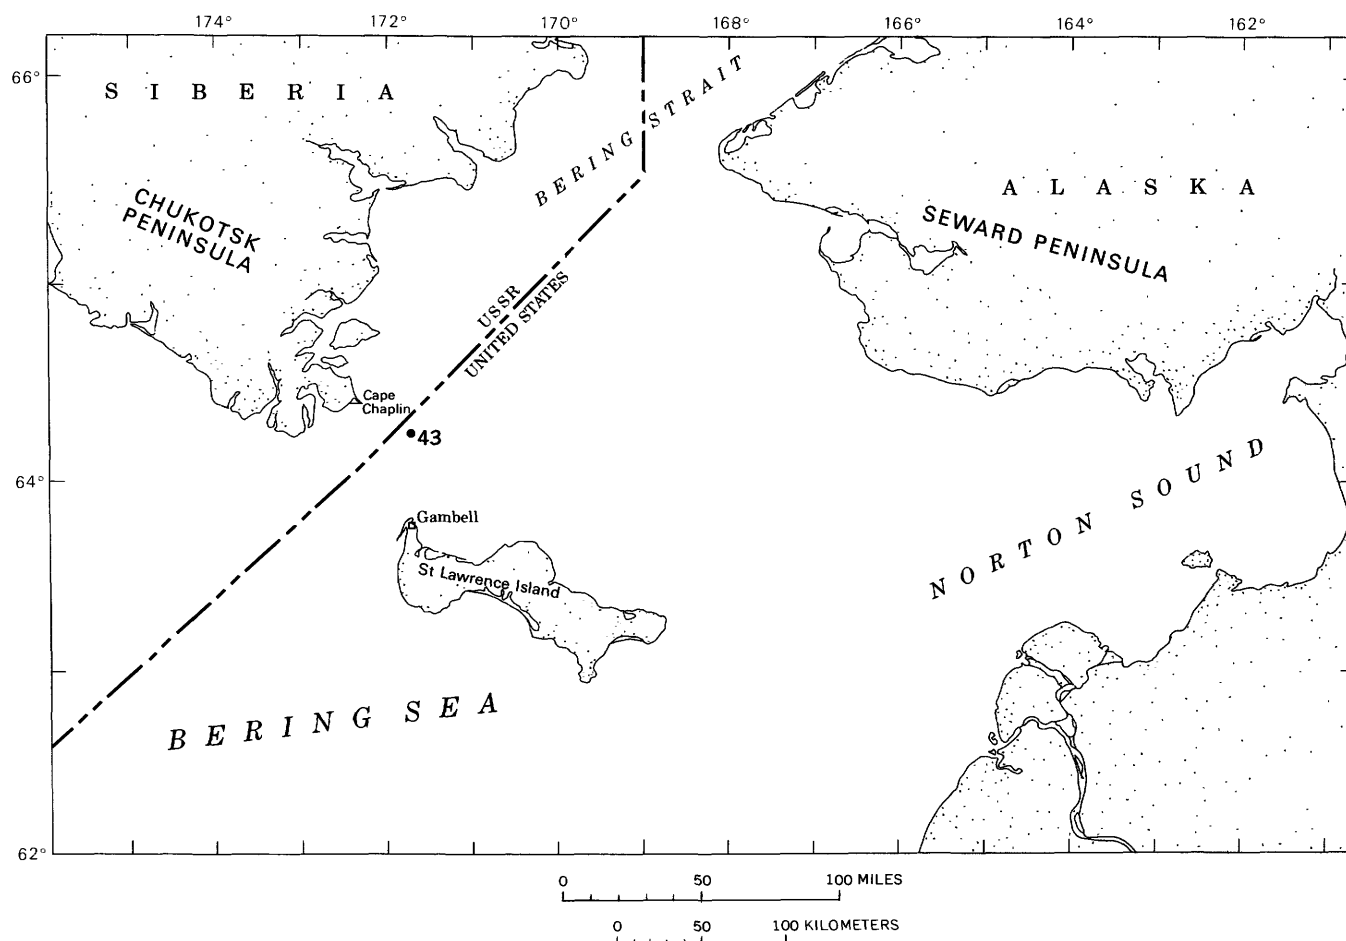 174° 172° 170° 168° 166° 164° 162°
66°
SIBERIA
BERING STRAIT
ALASKA
CHUKOTSK
PENINSULA
SEWARD PENINSULA
USSR
UNITED STATES
Cape
Chaplin
43
64°
NORTON SOUND
Gambell
St Lawrence Island
BERING SEA
62°
0 50 100 MILES
0 50 100 KILOMETERS